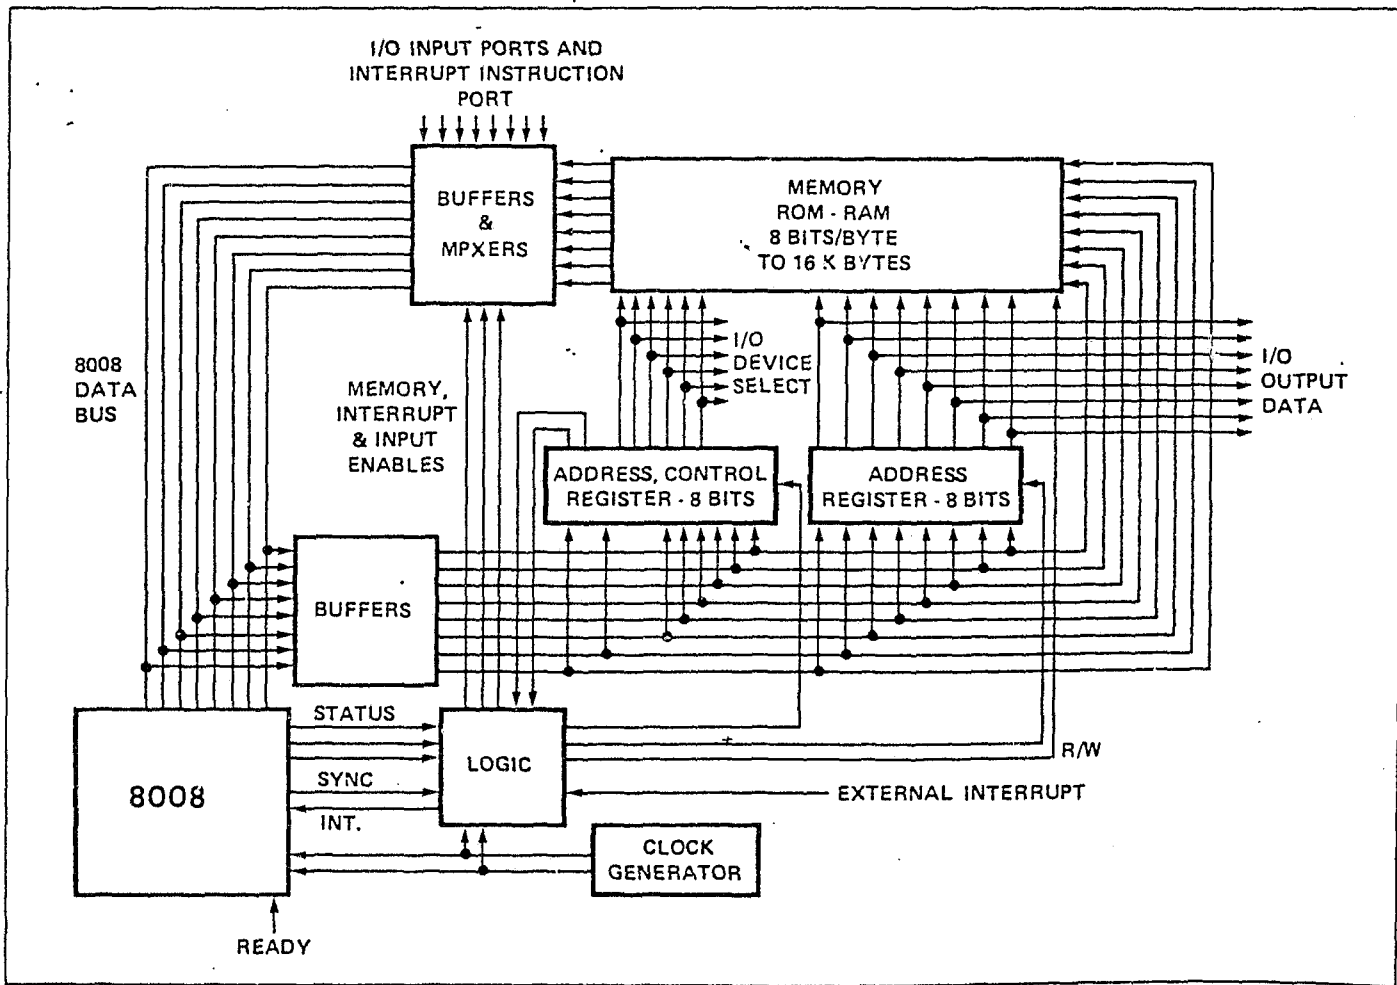 I/O INPUT PORTS AND
INTERRUPT INSTRUCTION
PORT
BUFFERS
&
MPXERS
MEMORY
ROM - RAM
8 BITS/BYTE
TO 16 K BYTES
8008
DATA
BUS
MEMORY,
INTERRUPT
& INPUT
ENABLES
I/O
DEVICE
SELECT
I/O
OUTPUT
DATA
ADDRESS, CONTROL
REGISTER - 8 BITS
ADDRESS
REGISTER - 8 BITS
BUFFERS
STATUS
SYNC
INT.
LOGIC
R/W
8008
EXTERNAL INTERRUPT
CLOCK
GENERATOR
READY